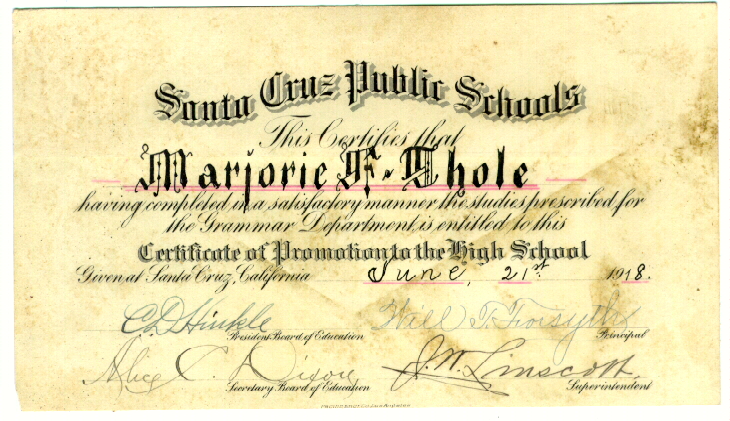 Santa Cruz Public Schools
This Certifies that
Marjorie F. Thole
having completed in a satisfactory manner the studies prescribed for
the Grammar Department, is entitled to this
Certificate of Promotion to the High School
Given at Santa Cruz, California June, 21st 1918.
C. D. Hinkle Will T. Forsythe
President Board of Education Principal
Alice C. Dixon J. W. Linscott
Secretary Board of Education Superintendent